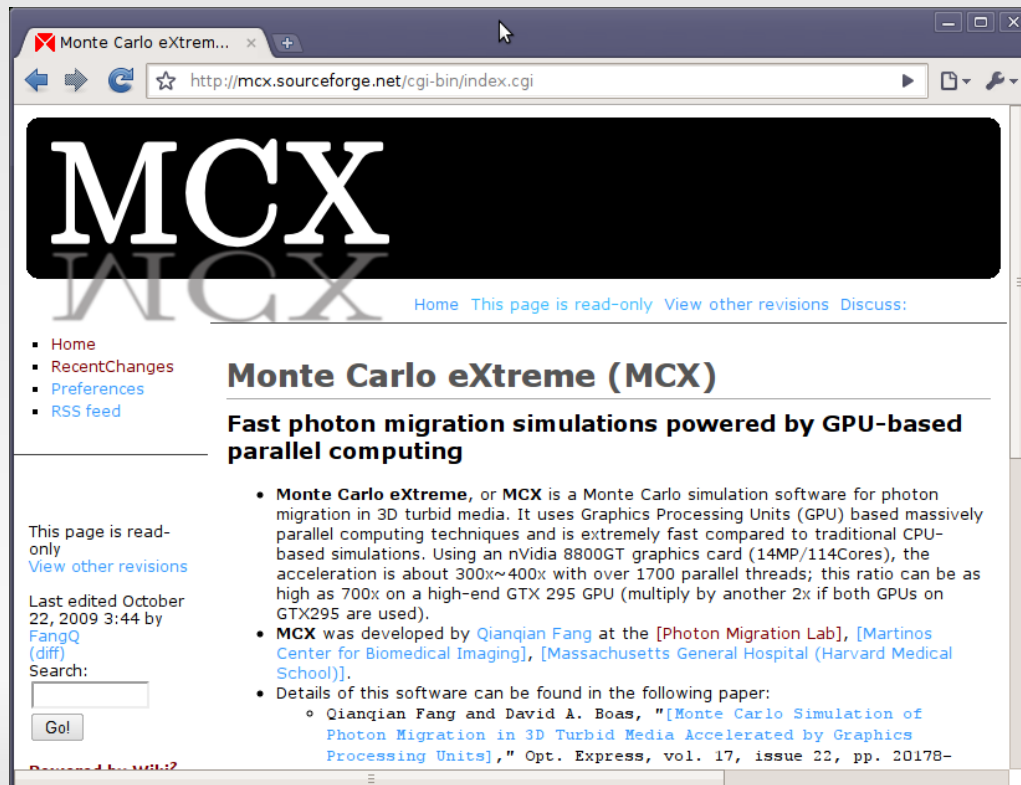 Monte Carlo eXtrem...
http://mcx.sourceforge.net/cgi-bin/index.cgi
MCX
Home This page is read-only View other revisions Discuss:
Home
RecentChanges
Preferences
RSS feed
This page is read-
only
View other revisions
Last edited October
22, 2009 3:44 by
FangQ
(diff)
Search:
Go!
Powered by Wiki?
Monte Carlo eXtreme (MCX)
Fast photon migration simulations powered by GPU-based
parallel computing
Monte Carlo eXtreme, or MCX is a Monte Carlo simulation software for photon
migration in 3D turbid media. It uses Graphics Processing Units (GPU) based massively
parallel computing techniques and is extremely fast compared to traditional CPU-
based simulations. Using an nVidia 8800GT graphics card (14MP/114Cores), the
acceleration is about 300x~400x with over 1700 parallel threads; this ratio can be as
high as 700x on a high-end GTX 295 GPU (multiply by another 2x if both GPUs on
GTX295 are used).
MCX was developed by Qianqian Fang at the [Photon Migration Lab], [Martinos
Center for Biomedical Imaging], [Massachusetts General Hospital (Harvard Medical
School)].
Details of this software can be found in the following paper:
Qianqian Fang and David A. Boas, "[Monte Carlo Simulation of
Photon Migration in 3D Turbid Media Accelerated by Graphics
Processing Units]," Opt. Express, vol. 17, issue 22, pp. 20178-